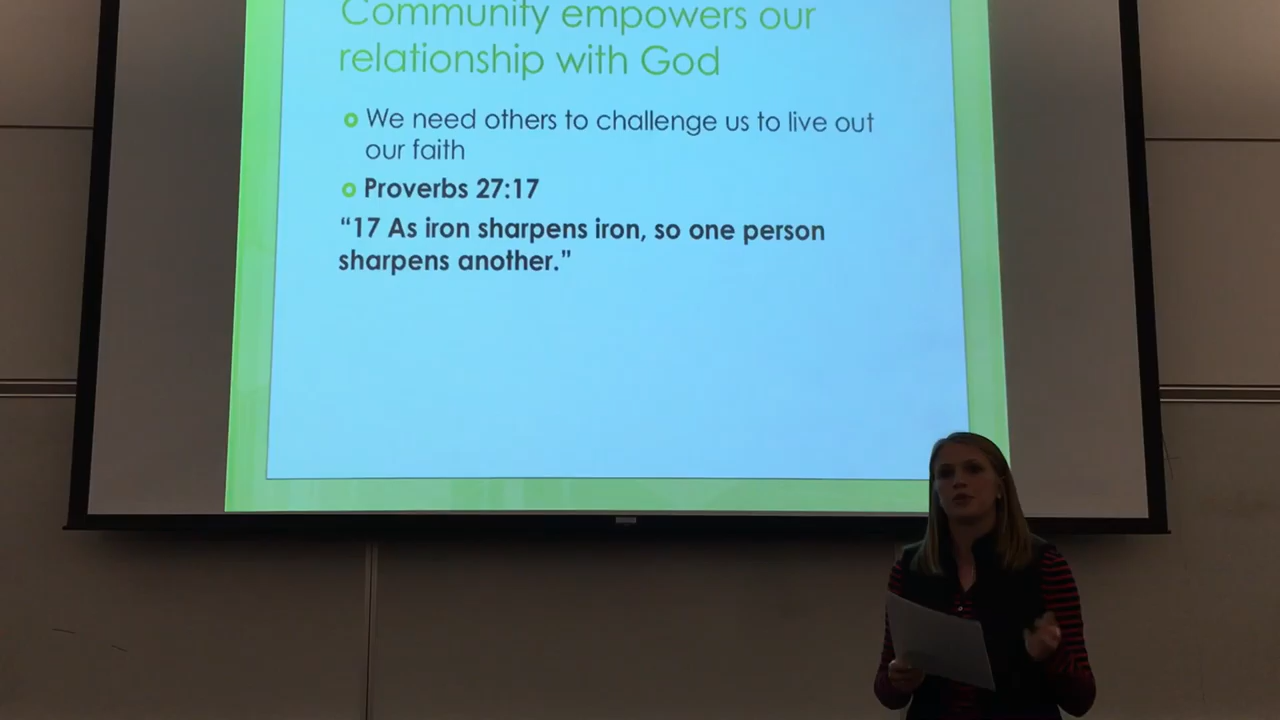 Community empowers our
relationship with God
We need others to challenge us to live out
our faith
Proverbs 27:17
“17 As iron sharpens iron, so one person
sharpens another.”